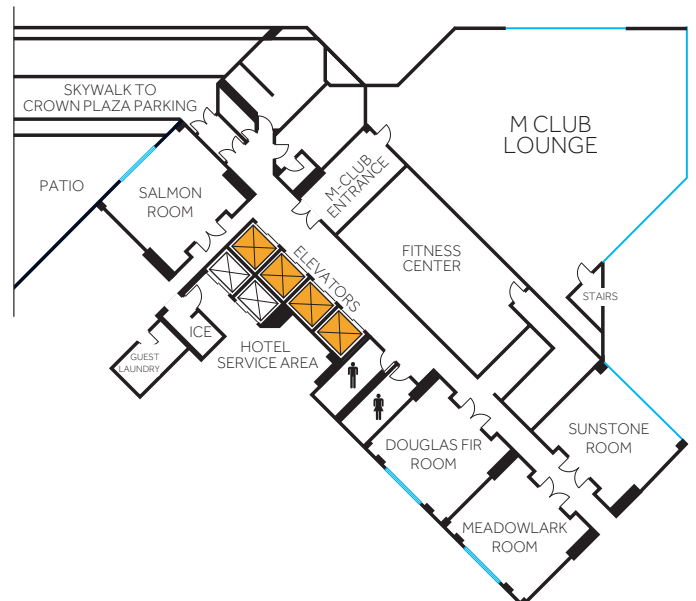 SKYWALK TO
CROWN PLAZA PARKING
M CLUB
LOUNGE
PATIO
SALMON
ROOM
M-CLUB
ENTRANCE
ELEVATORS
FITNESS
CENTER
STAIRS
ICE
GUEST
LAUNDRY
HOTEL
SERVICE AREA
DOUGLAS FIR
ROOM
SUNSTONE
ROOM
MEADOWLARK
ROOM